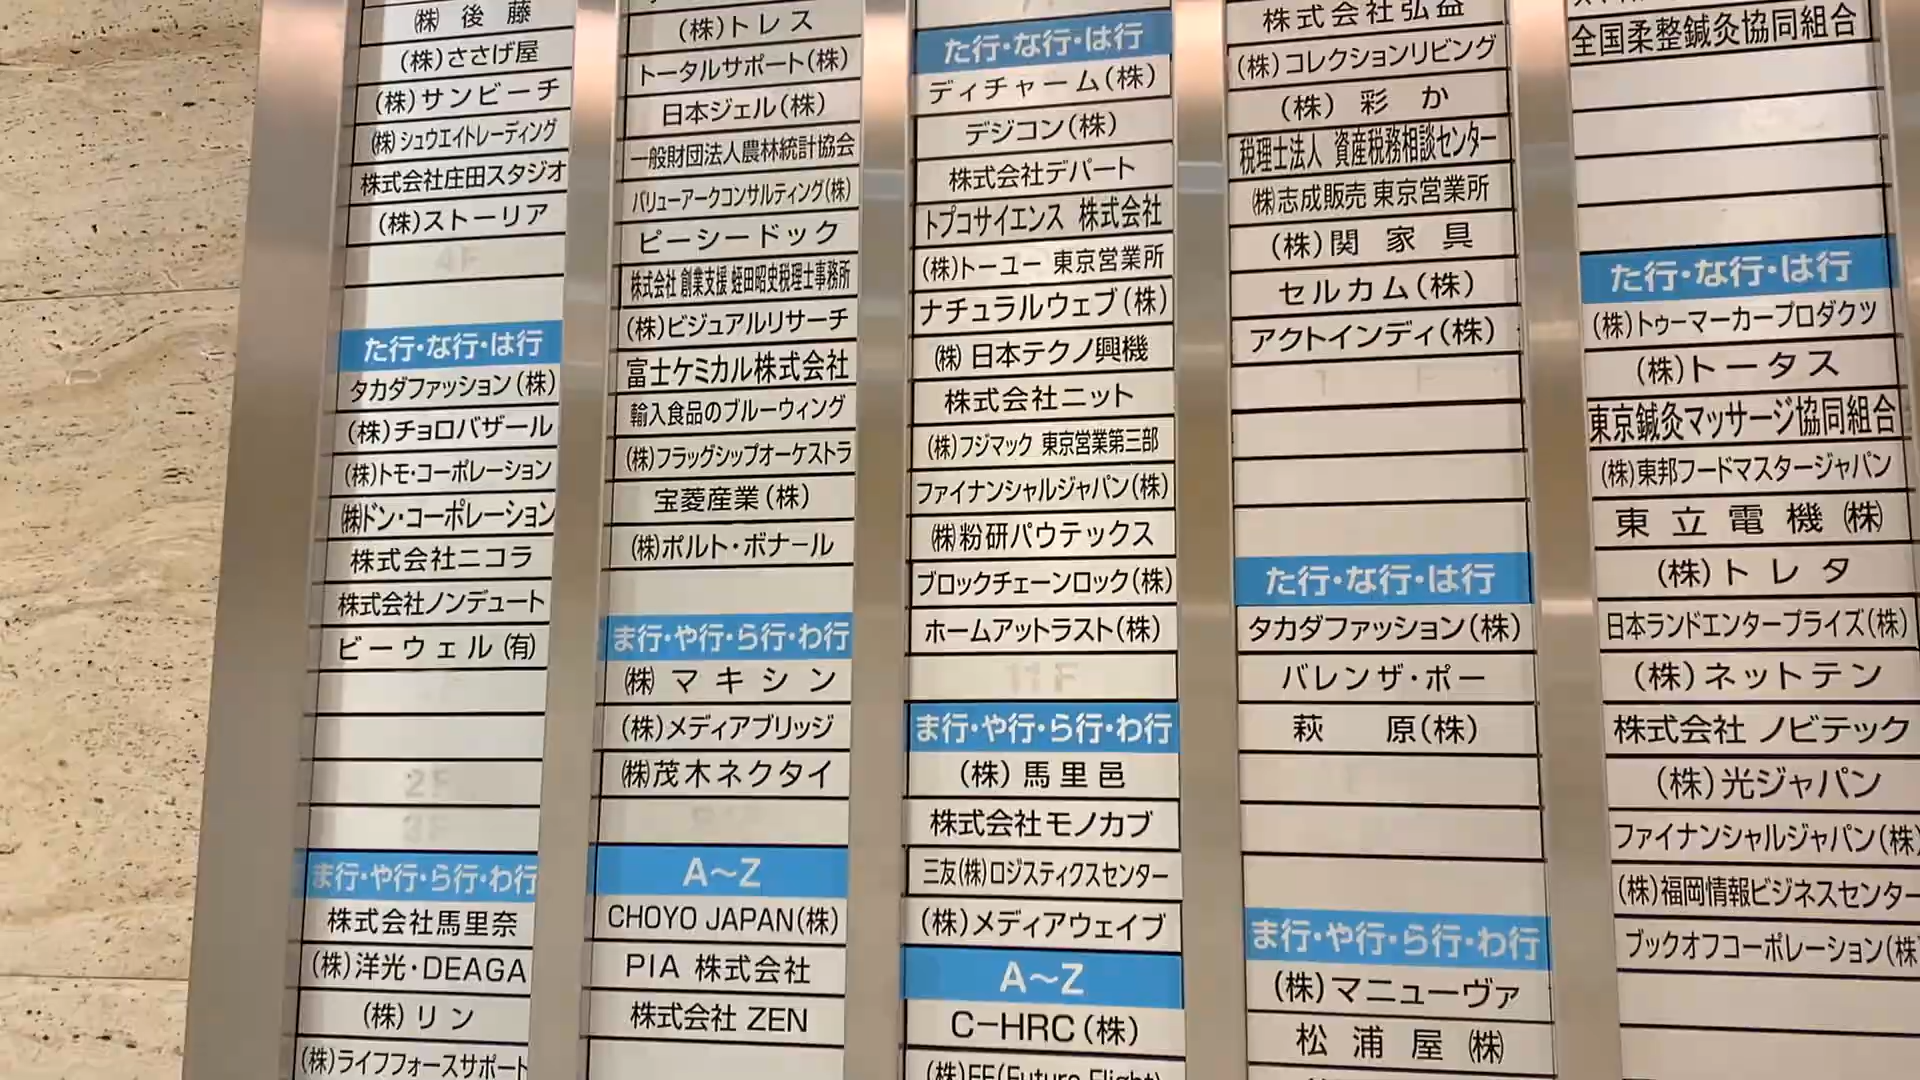 ㈱ 後藤
(株)ささげ屋
(株)サンビーチ
㈱シュウエイトレーディング
株式会社庄田スタジオ
(株)ストーリア
4F
た行・な行・は行
タカダファッション(株)
(株)チョロバザール
(株)トモ・コーポレーション
㈱ドン・コーポレーション
株式会社ニコラ
株式会社ノンデュート
ビーウェル㈲
2F
3F
ま行・や行・ら行・わ行
株式会社馬里奈
(株)洋光・DEAGA
(株)リン
(株)ライフフォースサポート
(株)トレス
トータルサポート(株)
日本ジェル(株)
一般財団法人農林統計協会
バリューアークコンサルティング(株)
ピーシードック
株式会社 創業支援 蛭田昭史税理士事務所
(株)ビジュアルリサーチ
富士ケミカル株式会社
輸入食品のブルーウィング
(株)フラッグシップオーケストラ
宝菱産業(株)
(株)ポルト・ボナール
ま行・や行・ら行・わ行
㈱マキシン
(株)メディアブリッジ
㈱茂木ネクタイ
A〜Z
CHOYO JAPAN(株)
PIA 株式会社
株式会社 ZEN
た行・な行・は行
ディチャーム(株)
デジコン(株)
株式会社デパート
トプコサイエンス 株式会社
(株)トーユー 東京営業所
ナチュラルウェブ(株)
㈱ 日本テクノ興機
株式会社ニット
(株)フジマック 東京営業第三部
ファイナンシャルジャパン(株)
㈱粉研パウテックス
ブロックチェーンロック(株)
ホームアットラスト(株)
11F
ま行・や行・ら行・わ行
(株)馬里邑
株式会社モノカブ
三友(株)ロジスティクスセンター
(株)メディアウェイブ
A〜Z
C−HRC(株)
(株)FF(Future Flight)
株式会社弘益
(株)コレクションリビング
(株)彩か
税理士法人 資産税務相談センター
㈱志成販売 東京営業所
(株)関家具
セルカム(株)
アクトインディ(株)
た行・な行・は行
タカダファッション(株)
バレンザ・ポー
萩原(株)
ま行・や行・ら行・わ行
(株)マニューヴァ
松浦屋㈱
全国柔整鍼灸協同組合
た行・な行・は行
(株)トゥーマーカープロダクツ
(株)トータス
東京鍼灸マッサージ協同組合
(株)東邦フードマスタージャパン
東立電機㈱
(株)トレタ
日本ランドエンタープライズ(株)
(株)ネットテン
株式会社 ノビテック
(株)光ジャパン
ファイナンシャルジャパン(株)
(株)福岡情報ビジネスセンター
ブックオフコーポレーション(株